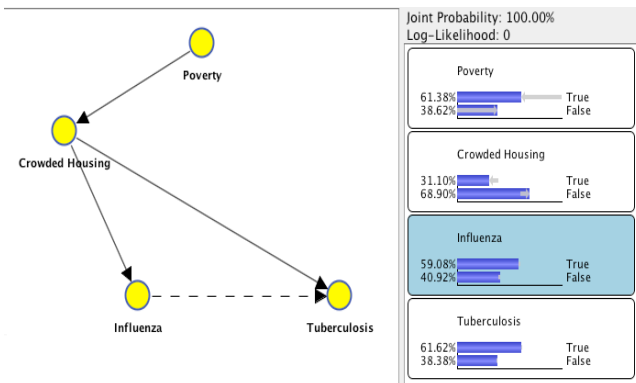 Poverty
Crowded Housing
Influenza
Tuberculosis
Joint Probability: 100.00%
Log-Likelihood: 0
Poverty
61.38% True
38.62% False
Crowded Housing
31.10% True
68.90% False
Influenza
59.08% True
40.92% False
Tuberculosis
61.62% True
38.38% False